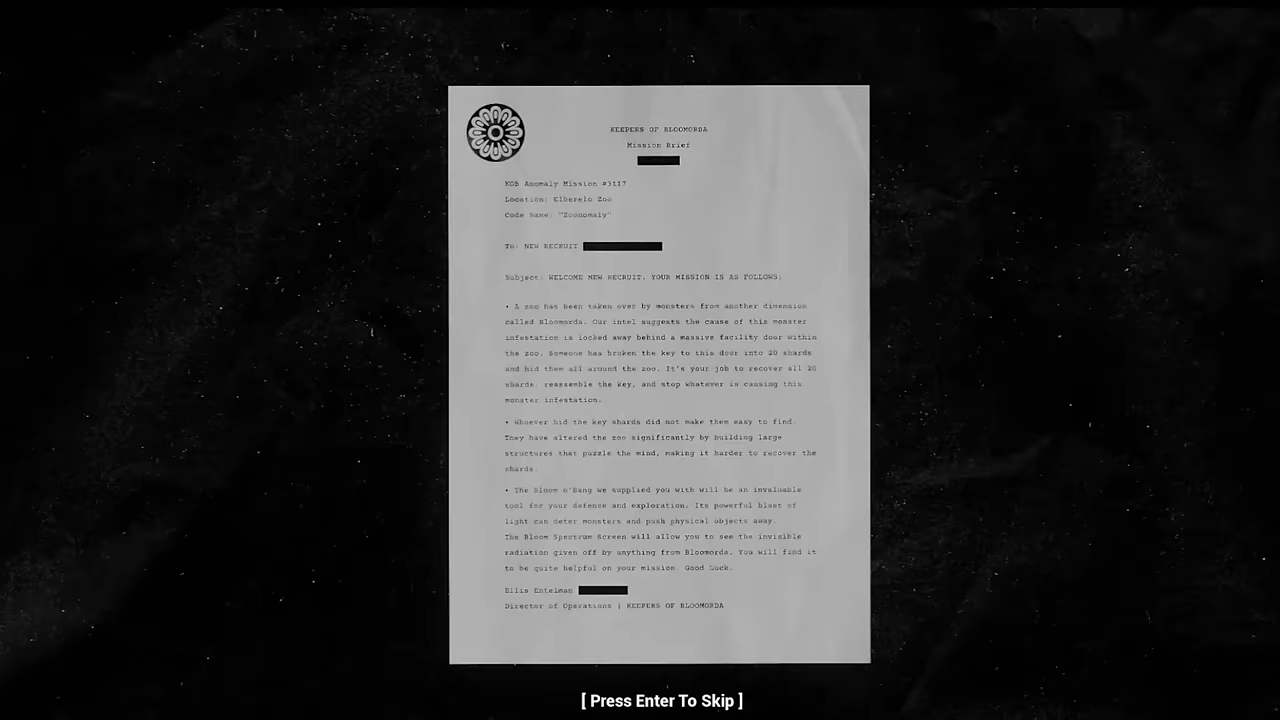 KEEPERS OF BLOOMORDA
Mission Brief
KOB Anomaly Mission #3117
Location: Elberelo Zoo
Code Name: "Zoonomaly"
To: NEW RECRUIT
Subject: WELCOME NEW RECRUIT, YOUR MISSION IS AS FOLLOWS:
• A zoo has been taken over by monsters from another dimension
called Bloomorda. Our intel suggests the cause of this monster
infestation is locked away behind a massive facility door within
the zoo. Someone has broken the key to this door into 20 shards
and hid them all around the zoo. It's your job to recover all 20
shards, reassemble the key, and stop whatever is causing this
monster infestation.
• Whoever hid the key shards did not make them easy to find.
They have altered the zoo significantly by building large
structures that puzzle the mind, making it harder to recover the
shards.
• The Bloom o'Bang we supplied you with will be an invaluable
tool for your defense and exploration. Its powerful blast of
light can deter monsters and push physical objects away.
The Bloom Spectrum Screen will allow you to see the invisible
radiation given off by anything from Bloomorda. You will find it
to be quite helpful on your mission. Good Luck.
Ellis Entelman
Director of Operations | KEEPERS OF BLOOMORDA
[ Press Enter To Skip ]